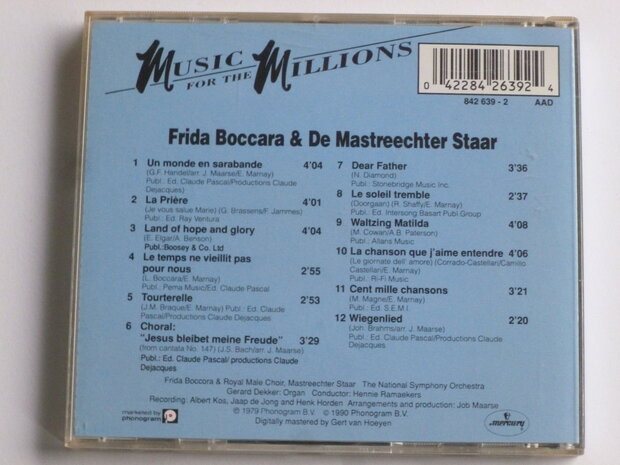 MUSIC
FOR THE MILLIONS
0 42284 26392 4
842 639 - 2 AAD
Frida Boccara & De Mastreechter Staar
1 Un monde en sarabande 4'04
(G.F. Handel/arr. J. Maarse/E. Marnay)
Publ.: Ed. Claude Pascal/Productions Claude
Dejacques)
2 La Prière 4'01
(Je vous salue Marie) (G. Brassens/F. Jammes)
Publ.: Ed Ray Ventura
3 Land of hope and glory 4'04
(E. Elgar/A. Benson)
Publ.:Boosey & Co. Ltd
4 Le temps ne vieillit pas
pour nous 2'55
(L. Boccara/E. Marnay)
Publ.: Pema Music/Ed. Claude Pascal
5 Tourterelle 2'53
(J.M. Braque/E. Marnay) Publ.: Ed. Claude
Pascal/Productions Claude Dejacques)
6 Choral:
"Jesus bleibet meine Freude" 3'29
(from cantata No. 147) (J.S. Bach/arr. J. Maarse)
Publ.: Ed. Claude Pascal/ productions Claude
Dejacques
7 Dear Father 3'36
(N. Diamond)
Publ.: Stonebridge Music Inc.
8 Le soleil tremble 2'37
(Doorgaan) (R. Shaffy/E. Marnay)
Publ.: Ed. Intersong Basart Publ.Group
9 Waltzing Matilda 4'08
(M. Cowan/A.B. Paterson)
Publ.: Allans Music
10 La chanson que j'aime entendre 4'06
(Le giornate dell' amore) (Corrado-Castellari/Camillo
Castellari/E. Marnay)
Publ.: Ri-Fi Music
11 Cent mille chansons 3'21
(M. Magne/E. Marnay)
Publ.: Ed. S.E.M.I.
12 Wiegenlied 2'20
(Joh. Brahms/arr. J. Maarse)
Publ.: Ed. Claude Pascal/Productions Claude
Dejacques
Frida Boccora & Royal Male Choir, Mastreechter Staar The National Symphony Orchestra
Gerard Dekker: Organ Conductor: Hennie Ramaekers
Recording: Albert Kos, Jaap de Jong and Henk Horden Arrangements and production: Job Maarse
℗ 1979 Phonogram B.V. © 1990 Phonogram B.V.
Digitally mastered by Gert van Hoeyen
marketed by
phonogram
mercury